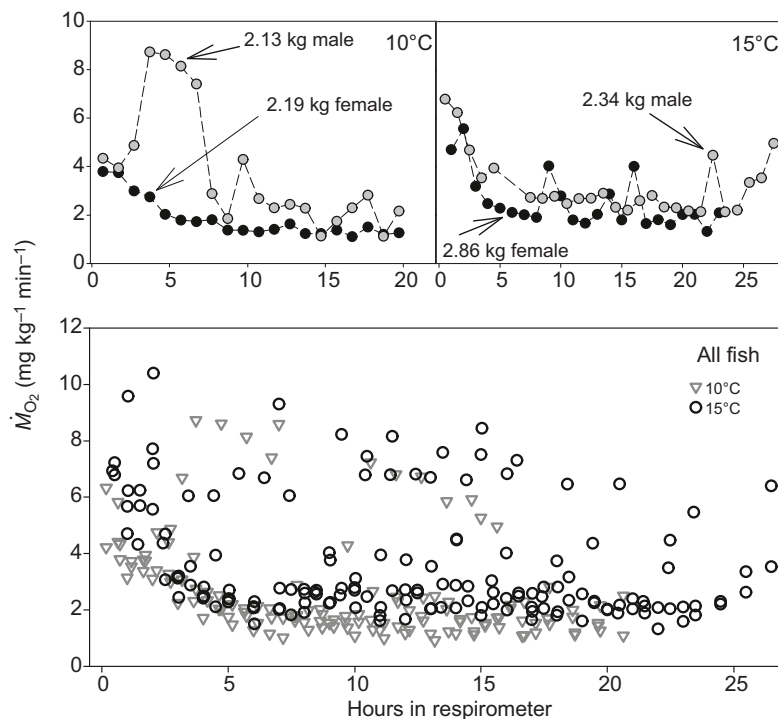 10
8
6
4
2
0
2.13 kg male
10°C
2.19 kg female
0
5
10
15
20
15°C
2.34 kg male
2.86 kg female
0
5
10
15
20
25
ṀO₂ (mg kg⁻¹ min⁻¹)
12
10
8
6
4
2
0
All fish
10°C
15°C
0
5
10
15
20
25
Hours in respirometer